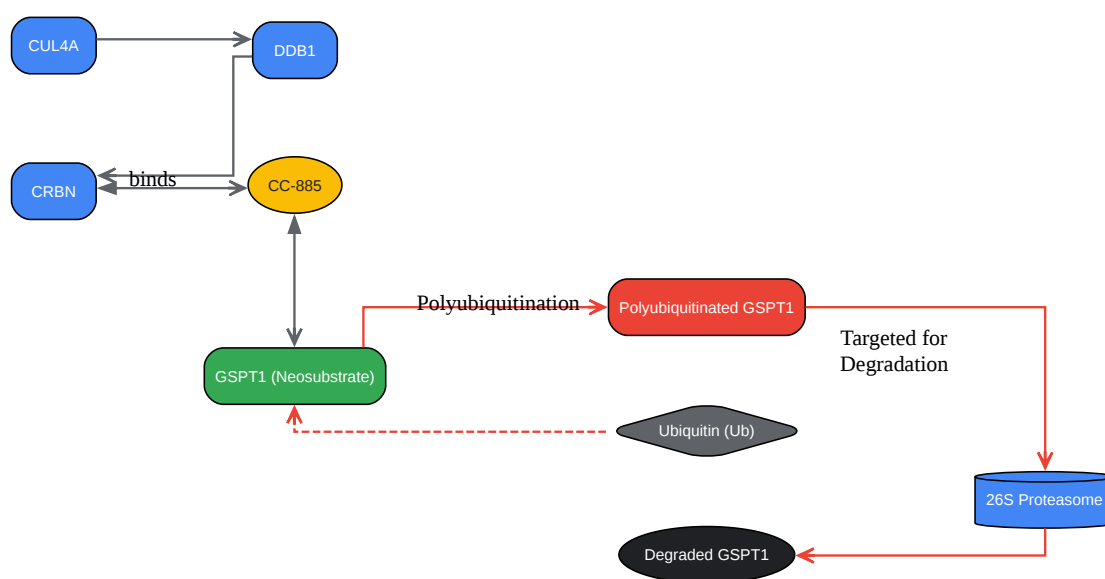 CUL4A
DDB1
CRBN
binds
CC-885
Polyubiquitination
Polyubiquitinated GSPT1
Targeted for
Degradation
GSPT1 (Neosubstrate)
Ubiquitin (Ub)
26S Proteasome
Degraded GSPT1